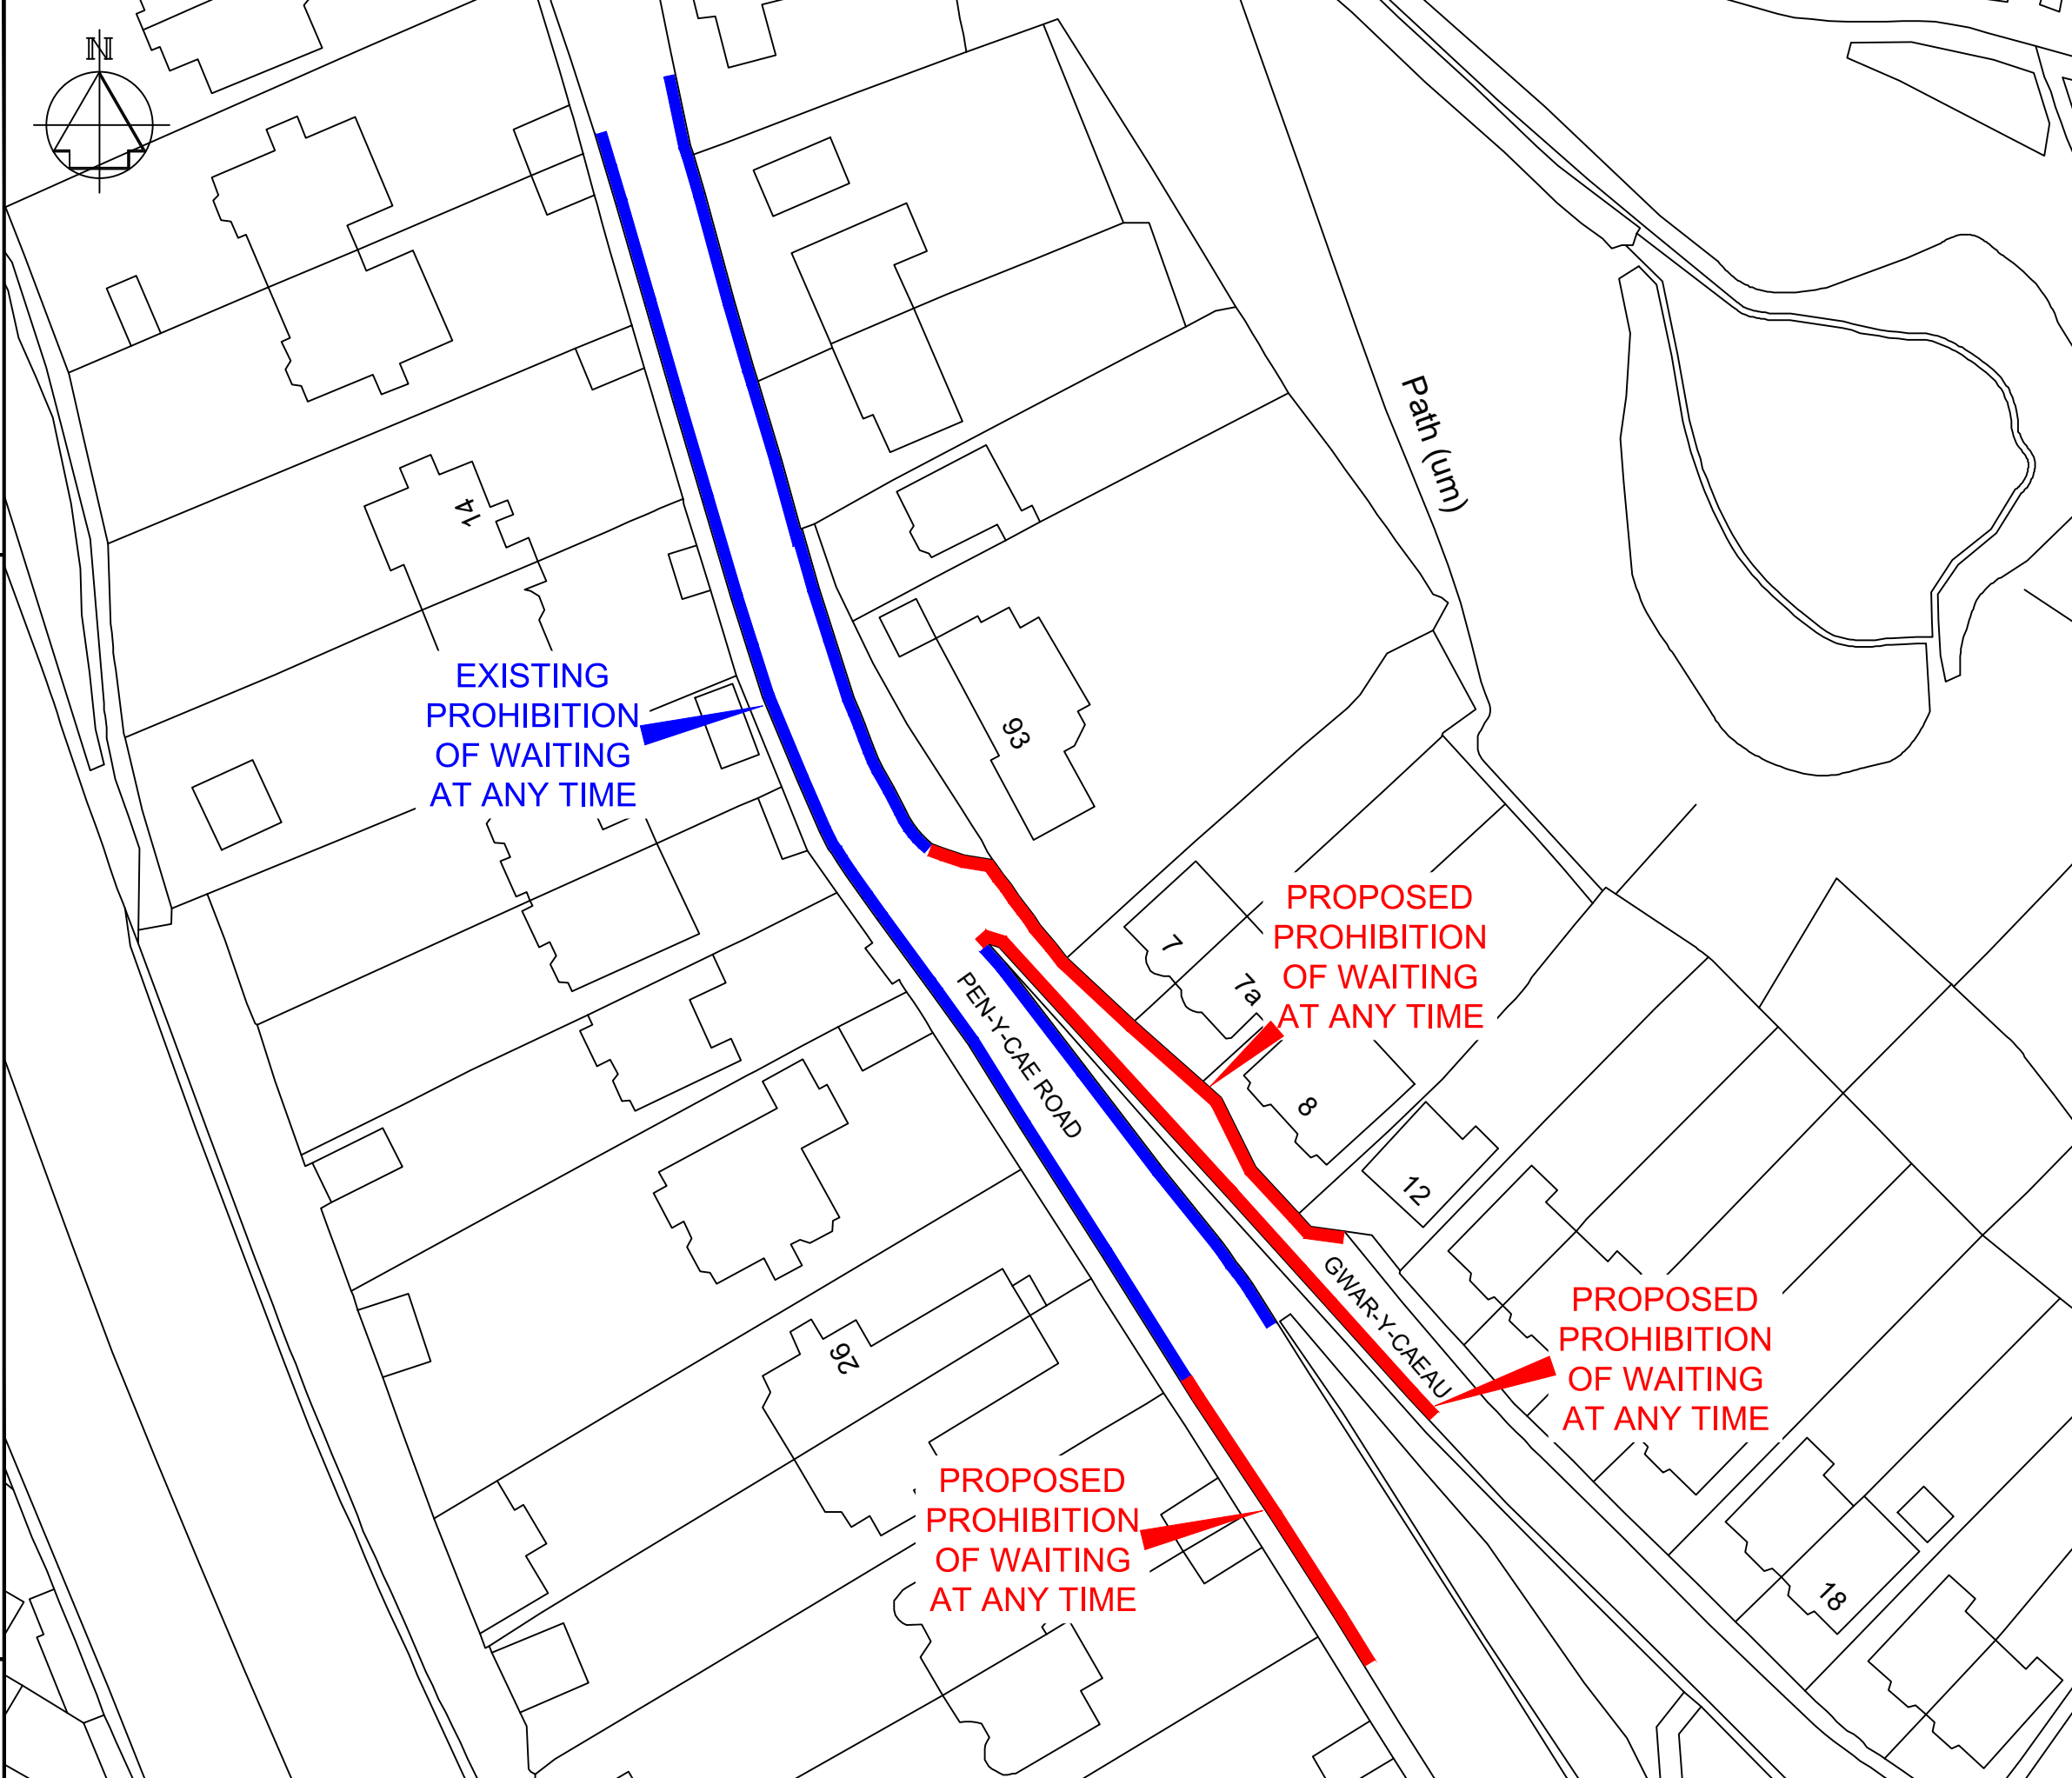 N
Path (um)
14
EXISTING
PROHIBITION
OF WAITING
AT ANY TIME
93
PROPOSED
PROHIBITION
OF WAITING
AT ANY TIME
7
7a
8
12
PEN-Y-CAE ROAD
GWAR-Y-CAEAU
PROPOSED
PROHIBITION
OF WAITING
AT ANY TIME
26
PROPOSED
PROHIBITION
OF WAITING
AT ANY TIME
18